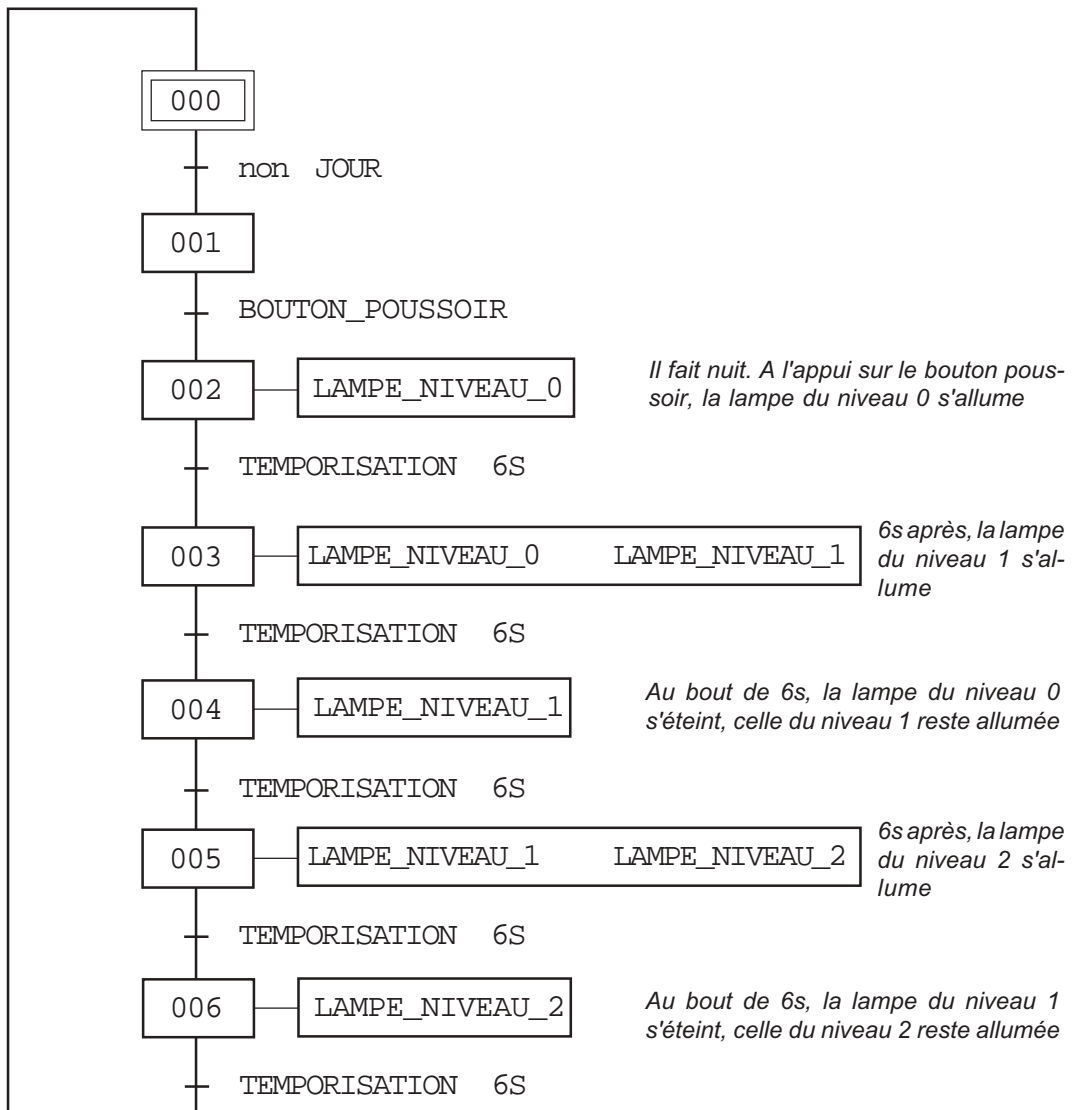 000
non JOUR
001
BOUTON_POUSSOIR
002
LAMPE_NIVEAU_0
Il fait nuit. A l'appui sur le bouton pous-
soir, la lampe du niveau 0 s'allume
TEMPORISATION 6S
003
LAMPE_NIVEAU_0 LAMPE_NIVEAU_1
6s après, la lampe
du niveau 1 s'al-
lume
TEMPORISATION 6S
004
LAMPE_NIVEAU_1
Au bout de 6s, la lampe du niveau 0
s'éteint, celle du niveau 1 reste allumée
TEMPORISATION 6S
005
LAMPE_NIVEAU_1 LAMPE_NIVEAU_2
6s après, la lampe
du niveau 2 s'al-
lume
TEMPORISATION 6S
006
LAMPE_NIVEAU_2
Au bout de 6s, la lampe du niveau 1
s'éteint, celle du niveau 2 reste allumée
TEMPORISATION 6S